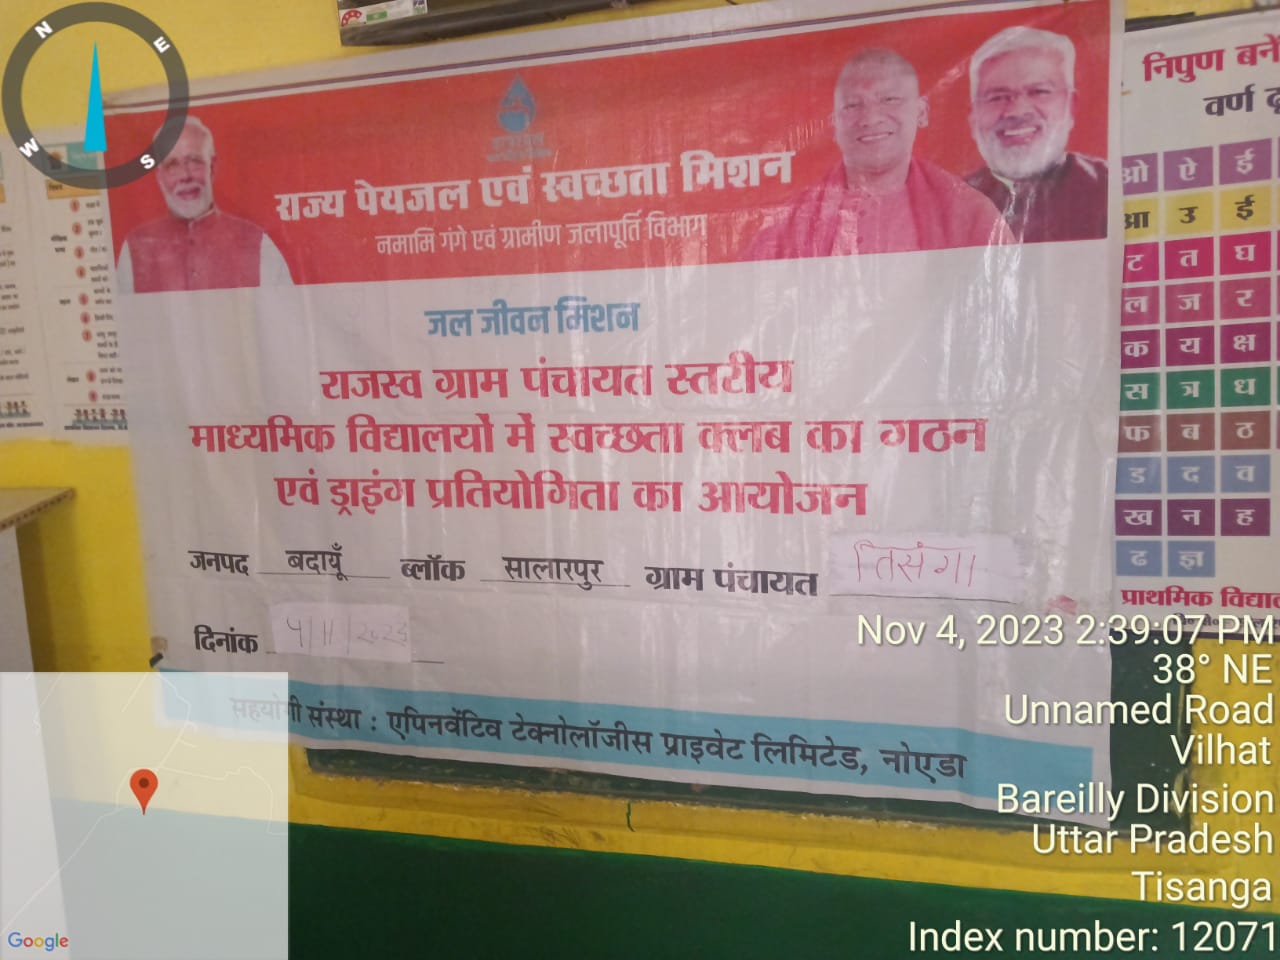 N
E
S
W
राज्य पेयजल एवं स्वच्छता मिशन
नमामि गंगे एवं ग्रामीण जलापूर्ति विभाग
जल जीवन मिशन
राजस्व ग्राम पंचायत स्तरीय
माध्यमिक विद्यालयों में स्वच्छता क्लब का गठन
एवं ड्राइंग प्रतियोगिता का आयोजन
जनपद बदायूँ ब्लॉक सालारपुर ग्राम पंचायत तिसंगा
दिनांक 4/11/2023
सहयोगी संस्था : एपिनवेंटिव टेक्नोलॉजीस प्राइवेट लिमिटेड, नोएडा
निपुण बनें
वर्ण
ओ ऐ ई
आ उ ई
ट त घ
ल ज र
क य क्ष
स त्र ध
फ ब ठ
ड द व
ख न ह
ढ ज्ञ
प्राथमिक
Nov 4, 2023 2:39:07 PM
38° NE
Unnamed Road
Vilhat
Bareilly Division
Uttar Pradesh
Tisanga
Index number: 12071
Google